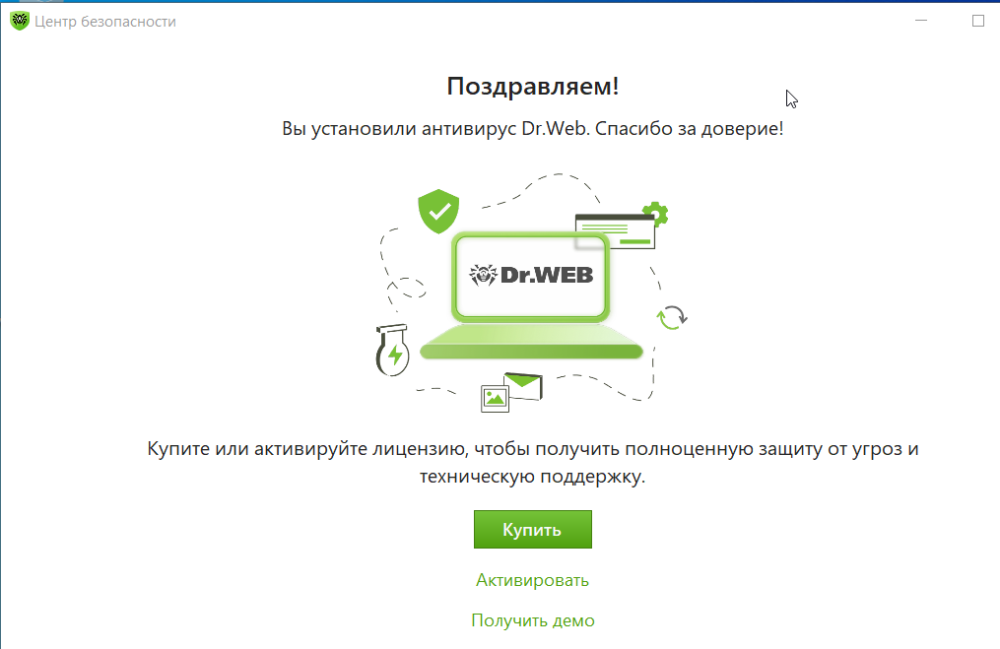 Центр безопасности
Поздравляем!
Вы установили антивирус Dr.Web. Спасибо за доверие!
Dr.WEB
Купите или активируйте лицензию, чтобы получить полноценную защиту от угроз и
техническую поддержку.
Купить
Активировать
Получить демо